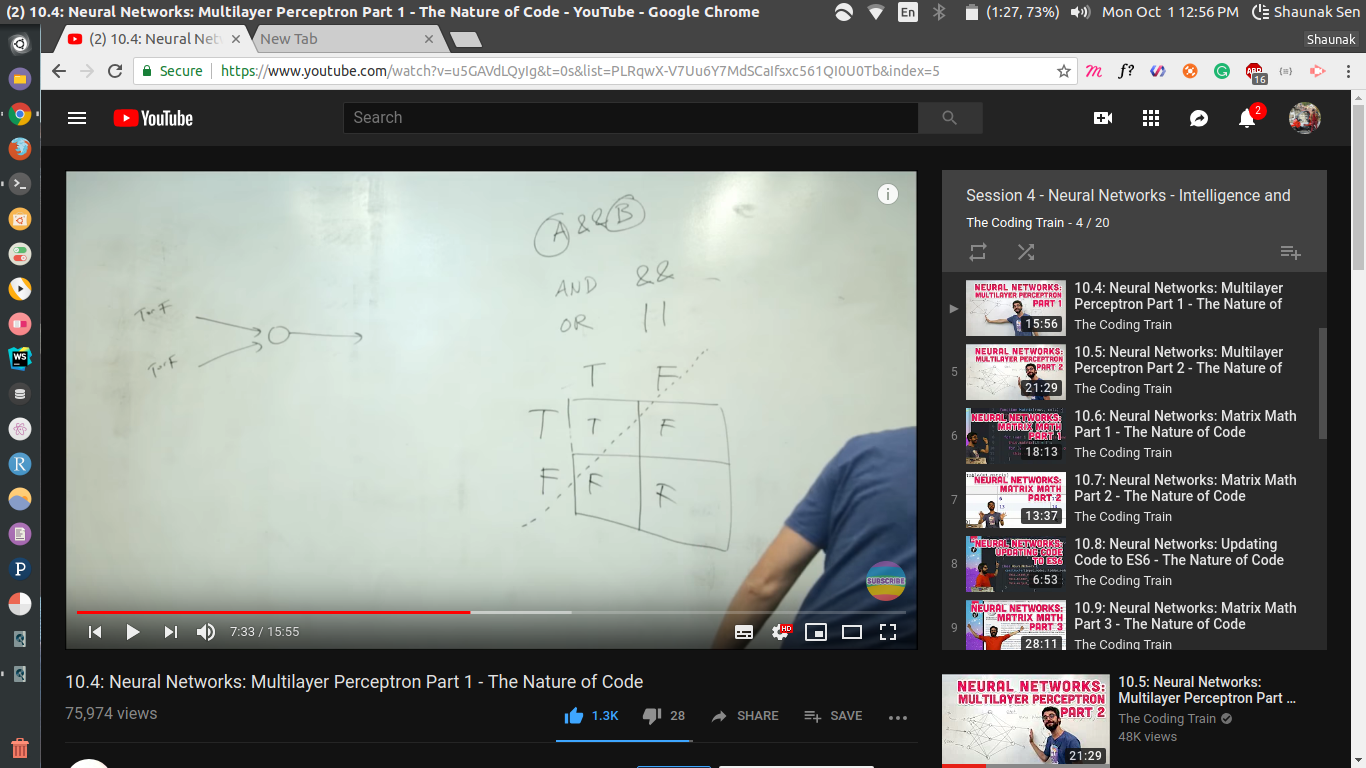 (2) 10.4: Neural Networks: Multilayer Perceptron Part 1 - The Nature of Code - YouTube - Google Chrome
En
(1:27, 73%)
Mon Oct 1 12:56 PM
Shaunak Sen
(2) 10.4: Neural Net
New Tab
Shaunak
Secure
https://www.youtube.com/watch?v=u5GAVdLQyIg&t=0s&list=PLRqwX-V7Uu6Y7MdSCaIfsxc561QI0U0Tb&index=5
m
f?
ABP
16
YouTube
Search
2
A && B
AND &&
OR ||
T or F
T or F
T F
T T F
F F F
SUBSCRIBE
7:33 / 15:55
HD
10.4: Neural Networks: Multilayer Perceptron Part 1 - The Nature of Code
75,974 views
1.3K
28
SHARE
SAVE
Session 4 - Neural Networks - Intelligence and
The Coding Train - 4 / 20
NEURAL NETWORKS:
MULTILAYER PERCEPTRON
PART 1
15:56
10.4: Neural Networks: Multilayer
Perceptron Part 1 - The Nature of
The Coding Train
5
NEURAL NETWORKS:
MULTILAYER PERCEPTRON
PART 2
21:29
10.5: Neural Networks: Multilayer
Perceptron Part 2 - The Nature of
The Coding Train
6
NEURAL NETWORKS:
MATRIX MATH
PART 1
18:13
10.6: Neural Networks: Matrix Math
Part 1 - The Nature of Code
The Coding Train
7
NEURAL NETWORKS:
MATRIX MATH
PART 2
13:37
10.7: Neural Networks: Matrix Math
Part 2 - The Nature of Code
The Coding Train
8
NEURAL NETWORKS:
UPDATING CODE
TO ES6
6:53
10.8: Neural Networks: Updating
Code to ES6 - The Nature of Code
The Coding Train
9
NEURAL NETWORKS:
MATRIX MATH
PART 3
28:11
10.9: Neural Networks: Matrix Math
Part 3 - The Nature of Code
The Coding Train
NEURAL NETWORKS:
MULTILAYER PERCEPTRON
PART 2
21:29
10.5: Neural Networks:
Multilayer Perceptron Part ...
The Coding Train
48K views
WS
R
P